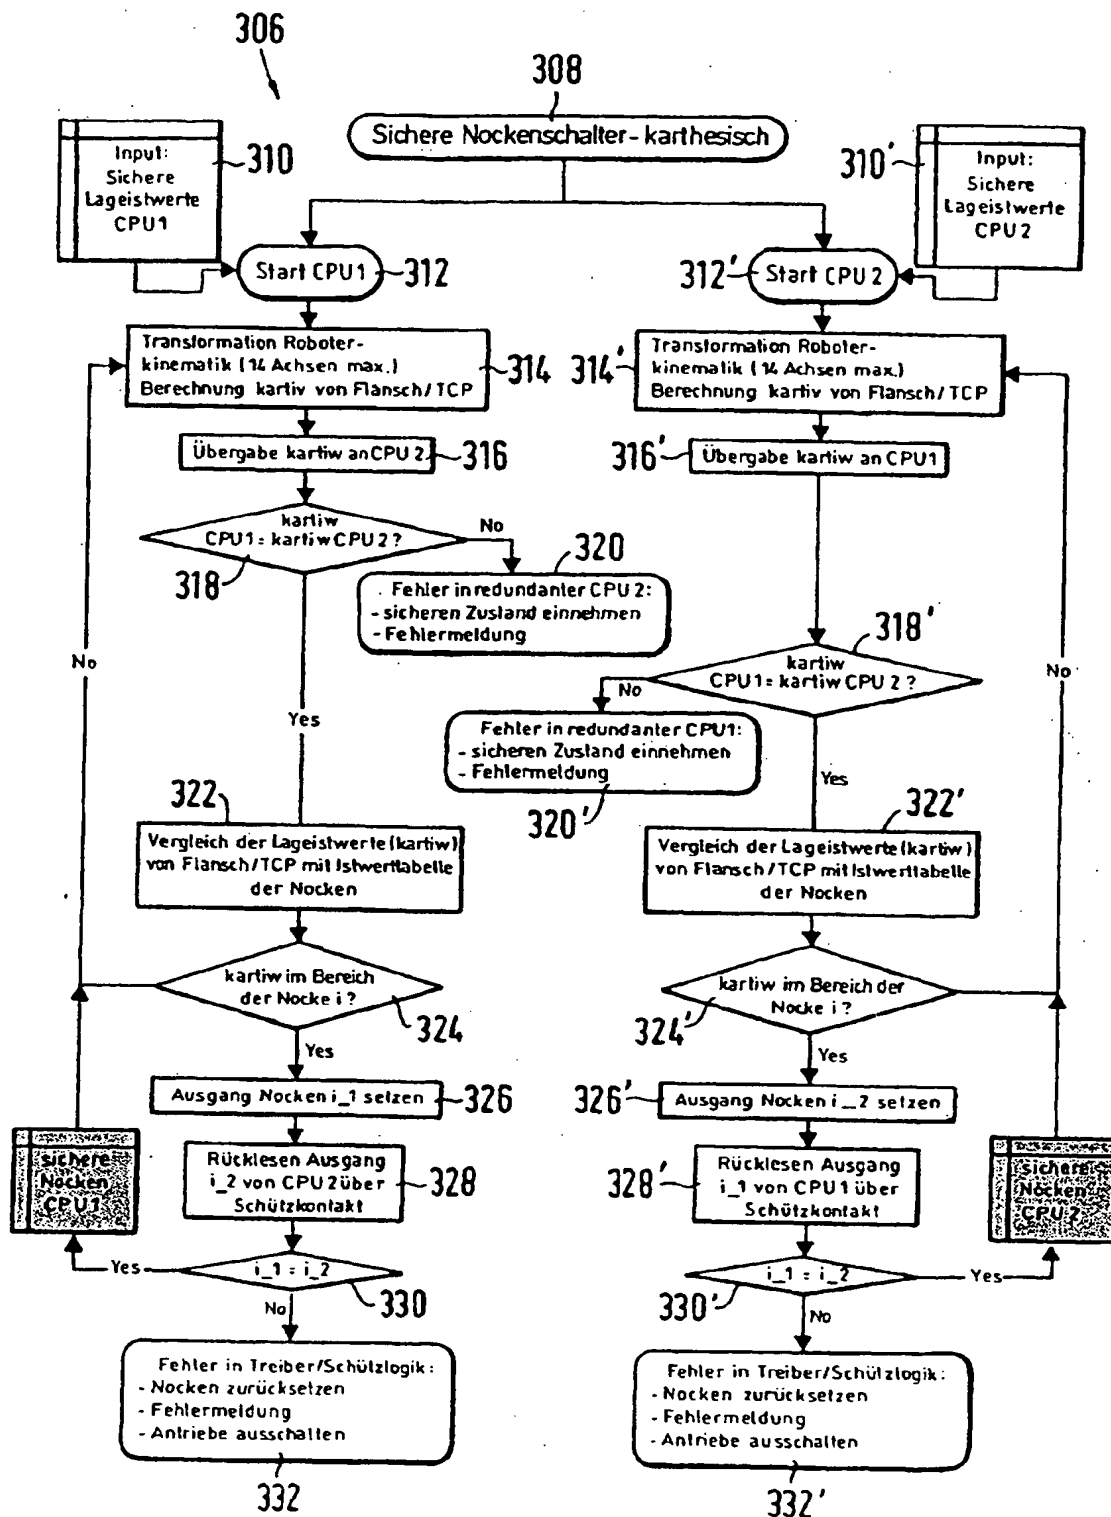 306
308
Sichere Nockenschalter-karthesisch
Input:
Sichere
Lageistwerte
CPU1
310
310'
Input:
Sichere
Lageistwerte
CPU 2
Start CPU1
312
312'
Start CPU 2
Transformation Roboter-
kinematik (14 Achsen max.)
Berechnung kartiv von Flansch/TCP
314
314'
Transformation Roboter-
kinematik (14 Achsen max.)
Berechnung kartiv von Flansch/TCP
Übergabe kartiw an CPU 2
316
316'
Übergabe kartiw an CPU1
kartiw
CPU1 = kartiw CPU 2 ?
318
No
320
Fehler in redundanter CPU 2:
- sicheren Zustand einnehmen
- Fehlermeldung
318'
kartiw
CPU1 = kartiw CPU 2 ?
No
No
No
Fehler in redundanter CPU1:
- sicheren Zustand einnehmen
- Fehlermeldung
320'
Yes
Yes
322
322'
Vergleich der Lageistwerte (kartiw)
von Flansch/TCP mit Istwerttabelle
der Nocken
Vergleich der Lageistwerte (kartiw)
von Flansch/TCP mit Istwerttabelle
der Nocken
kartiw im Bereich
der Nocke i ?
324
324'
kartiw im Bereich der
Nocke i ?
Yes
Yes
Ausgang Nocken i_1 setzen
326
326'
Ausgang Nocken i_2 setzen
sichere
Nocken
CPU1
Rücklesen Ausgang
i_2 von CPU 2 über
Schützkontakt
328
328'
Rücklesen Ausgang
i_1 von CPU 1 über
Schützkontakt
sichere
Nocken
CPU 2
Yes
i_1 = i_2
330
330'
i_1 = i_2
Yes
No
No
Fehler in Treiber/Schützlogik:
- Nocken zurücksetzen
- Fehlermeldung
- Antriebe ausschalten
332
Fehler in Treiber/Schützlogik:
- Nocken zurücksetzen
- Fehlermeldung
- Antriebe ausschalten
332'